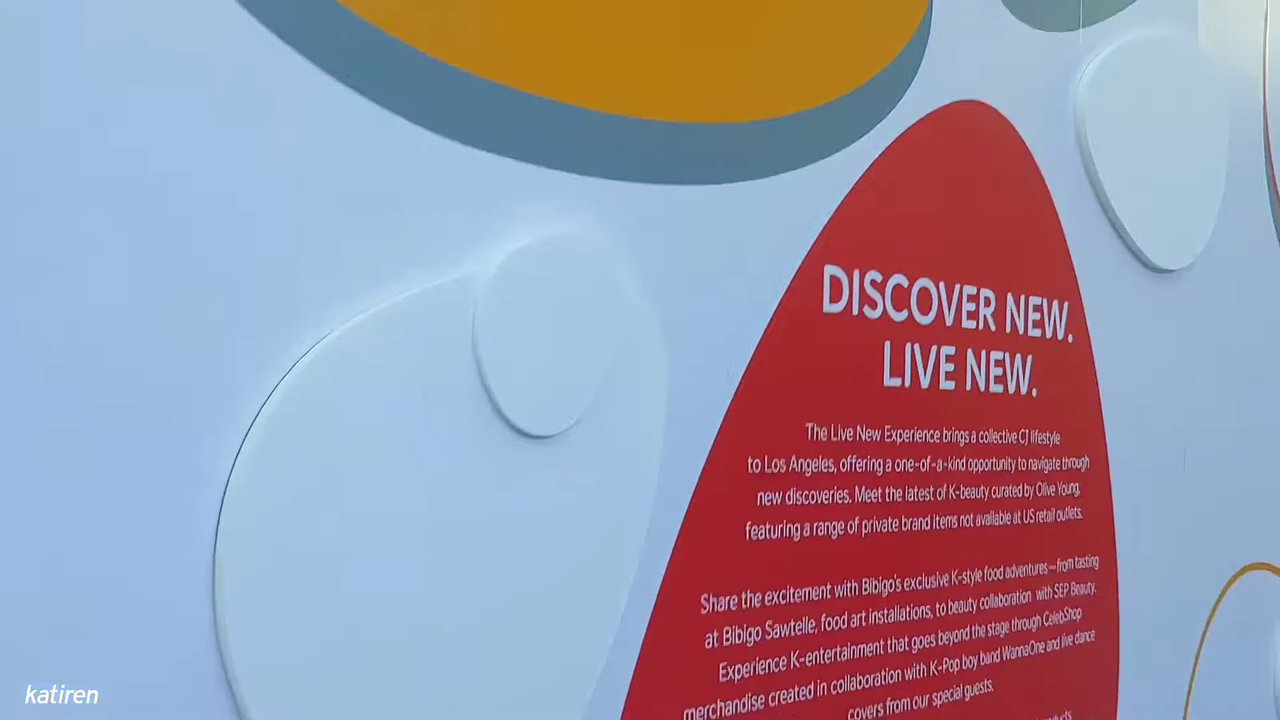 DISCOVER NEW.
LIVE NEW.
The Live New Experience brings a collective CJ lifestyle
to Los Angeles, offering a one-of-a-kind opportunity to navigate through
new discoveries. Meet the latest of K-beauty curated by Olive Young,
featuring a range of private brand items not available at US retail outlets.
Share the excitement with Bibigo's exclusive K-style food adventures—from tasting
at Bibigo Sawtelle, food art installations, to beauty collaboration with SEP Beauty.
Experience K-entertainment that goes beyond the stage through CelebShop
merchandise created in collaboration with K-Pop boy band WannaOne and live dance
covers from our special guests.
katiren